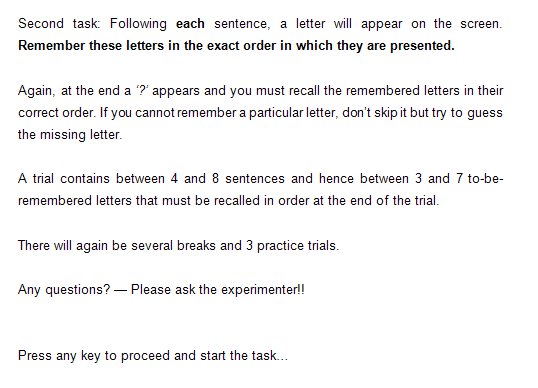 Second task: Following each sentence, a letter will appear on the screen.
Remember these letters in the exact order in which they are presented.
Again, at the end a '?' appears and you must recall the remembered letters in their
correct order. If you cannot remember a particular letter, don't skip it but try to guess
the missing letter.
A trial contains between 4 and 8 sentences and hence between 3 and 7 to-be-
remembered letters that must be recalled in order at the end of the trial.
There will again be several breaks and 3 practice trials.
Any questions? — Please ask the experimenter!!
Press any key to proceed and start the task...